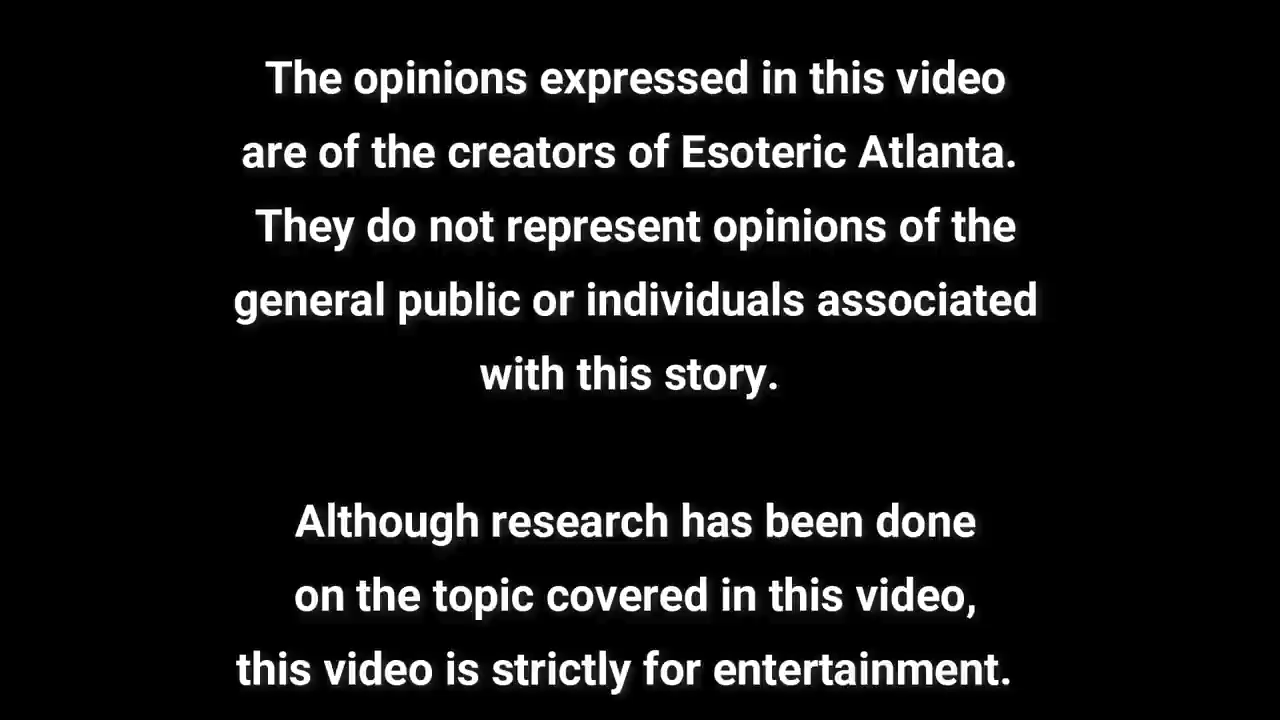 The opinions expressed in this video
are of the creators of Esoteric Atlanta.
They do not represent opinions of the
general public or individuals associated
with this story.
Although research has been done
on the topic covered in this video,
this video is strictly for entertainment.